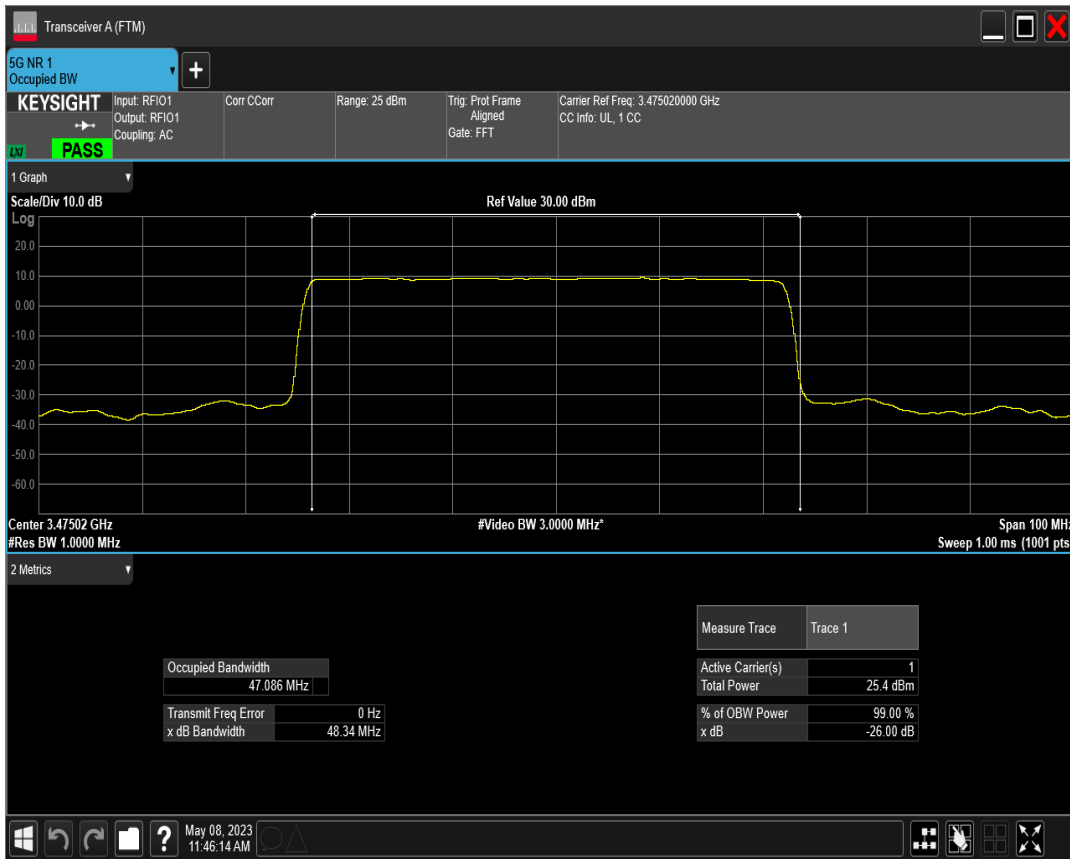 Transceiver A (FTM)
5G NR 1
Occupied BW
+
KEYSIGHT
LXI
PASS
Input: RFIO1
Output: RFIO1
Coupling: AC
Corr CCorr
Range: 25 dBm
Trig: Prot Frame
Aligned
Gate: FFT
Carrier Ref Freq: 3.475020000 GHz
CC Info: UL, 1 CC
1 Graph
Scale/Div 10.0 dB
Ref Value 30.00 dBm
Log
20.0
10.0
0.00
-10.0
-20.0
-30.0
-40.0
-50.0
-60.0
Center 3.47502 GHz
#Video BW 3.0000 MHz*
Span 100 MHz
#Res BW 1.0000 MHz
Sweep 1.00 ms (1001 pts
2 Metrics
Measure Trace Trace 1
Occupied Bandwidth
47.086 MHz
Active Carrier(s) 1
Total Power 25.4 dBm
Transmit Freq Error 0 Hz
x dB Bandwidth 48.34 MHz
% of OBW Power 99.00 %
x dB -26.00 dB
?
May 08, 2023
11:46:14 AM